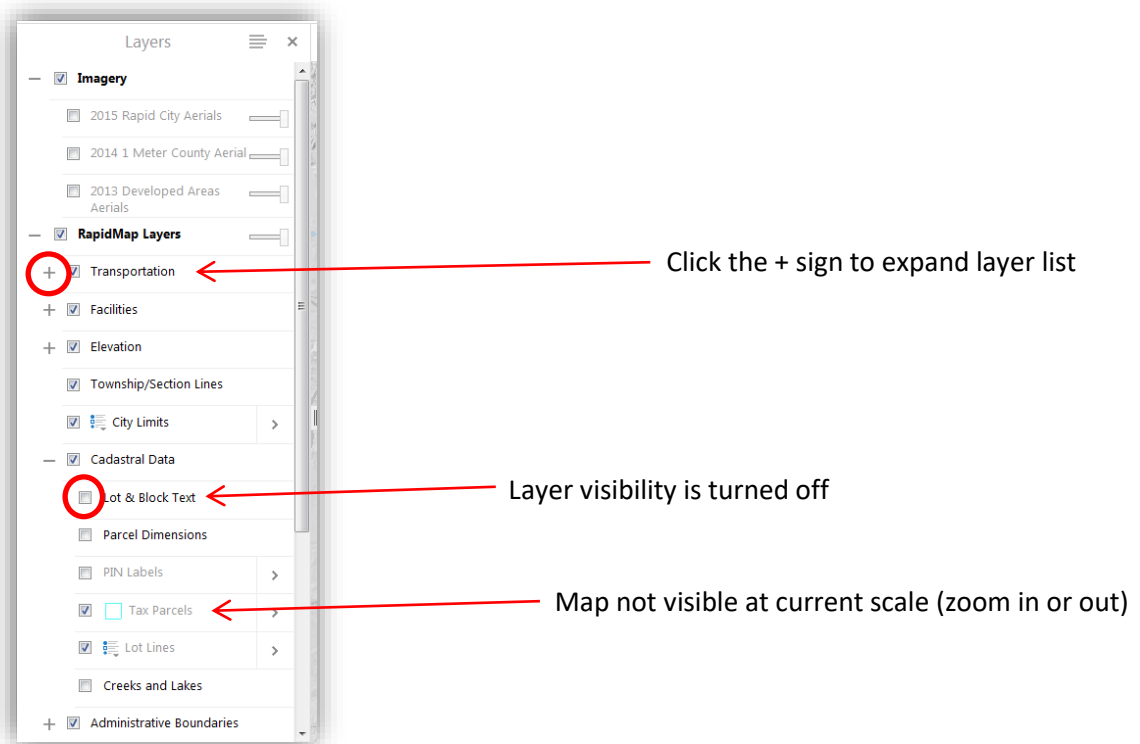 Layers
Imagery
2015 Rapid City Aerials
2014 1 Meter County Aerial
2013 Developed Areas
Aerials
RapidMap Layers
Transportation
Click the + sign to expand layer list
Facilities
Elevation
Township/Section Lines
City Limits
Cadastral Data
Lot & Block Text
Layer visibility is turned off
Parcel Dimensions
PIN Labels
Tax Parcels
Map not visible at current scale (zoom in or out)
Lot Lines
Creeks and Lakes
Administrative Boundaries